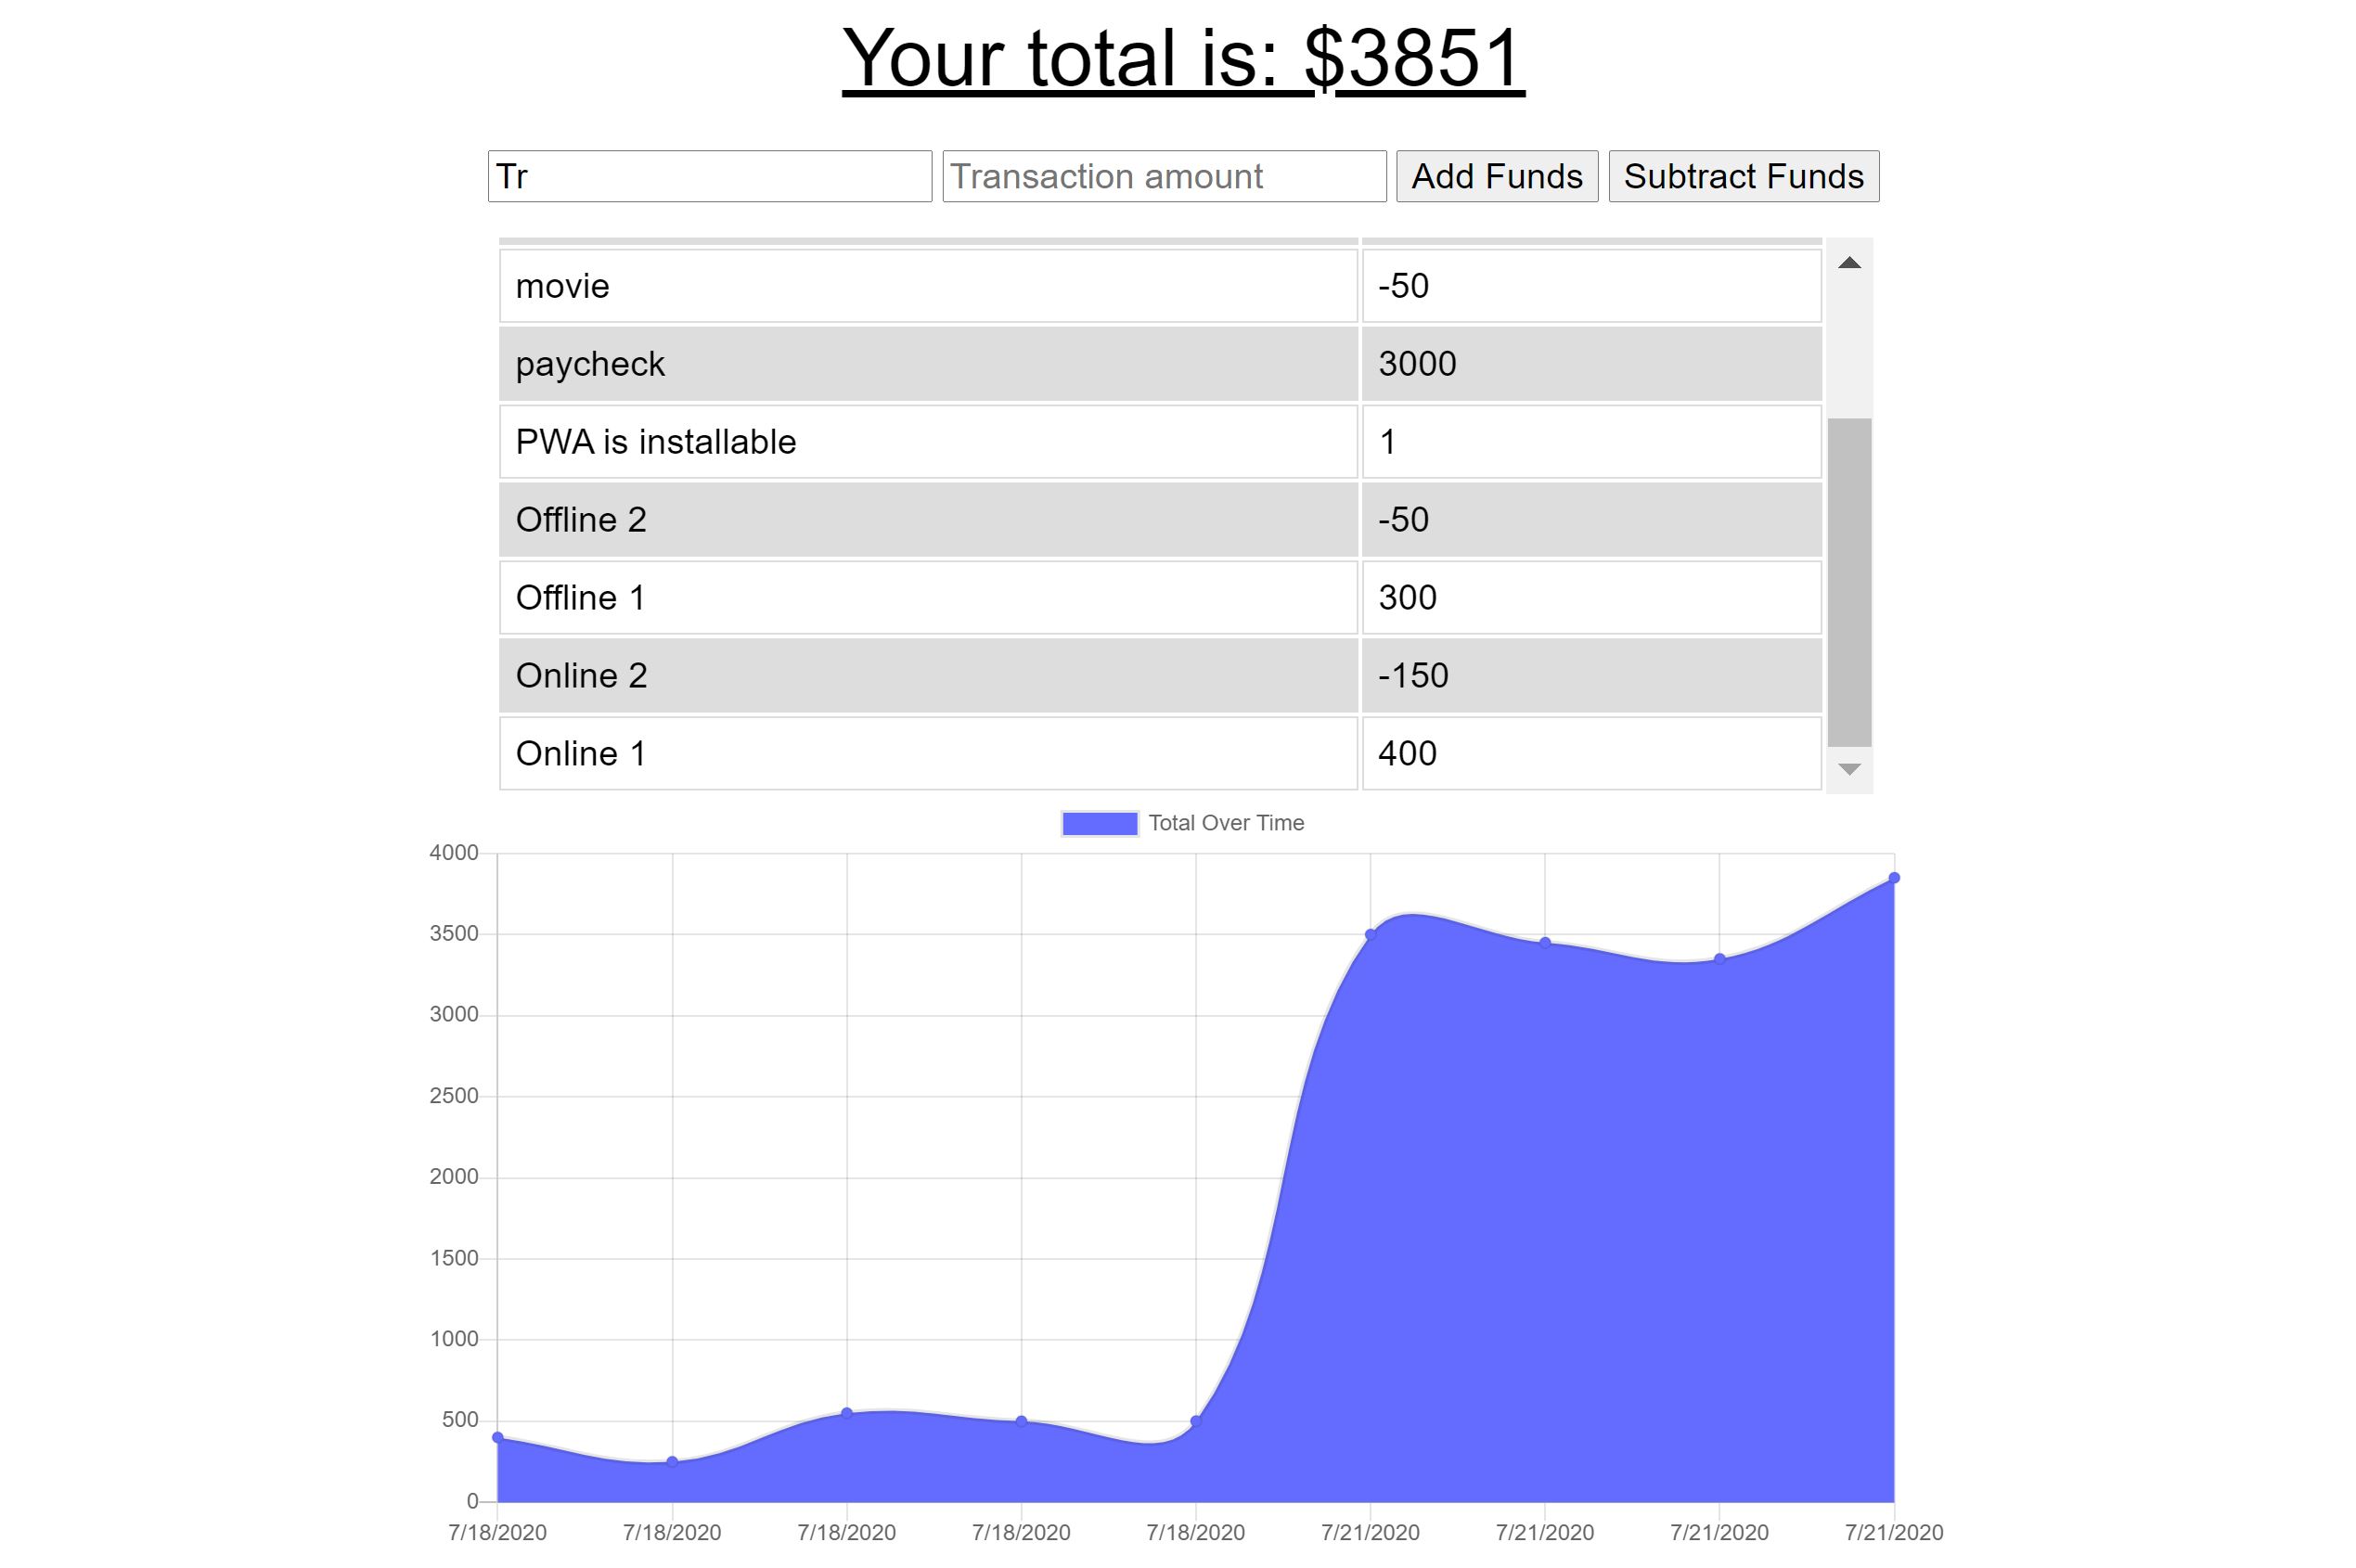 Your total is: $3851
Tr Transaction amount Add Funds Subtract Funds
movie -50
paycheck 3000
PWA is installable 1
Offline 2 -50
Offline 1 300
Online 2 -150
Online 1 400
Total Over Time
4000
3500
3000
2500
2000
1500
1000
500
0
7/18/2020 7/18/2020 7/18/2020 7/18/2020 7/18/2020 7/21/2020 7/21/2020 7/21/2020 7/21/2020